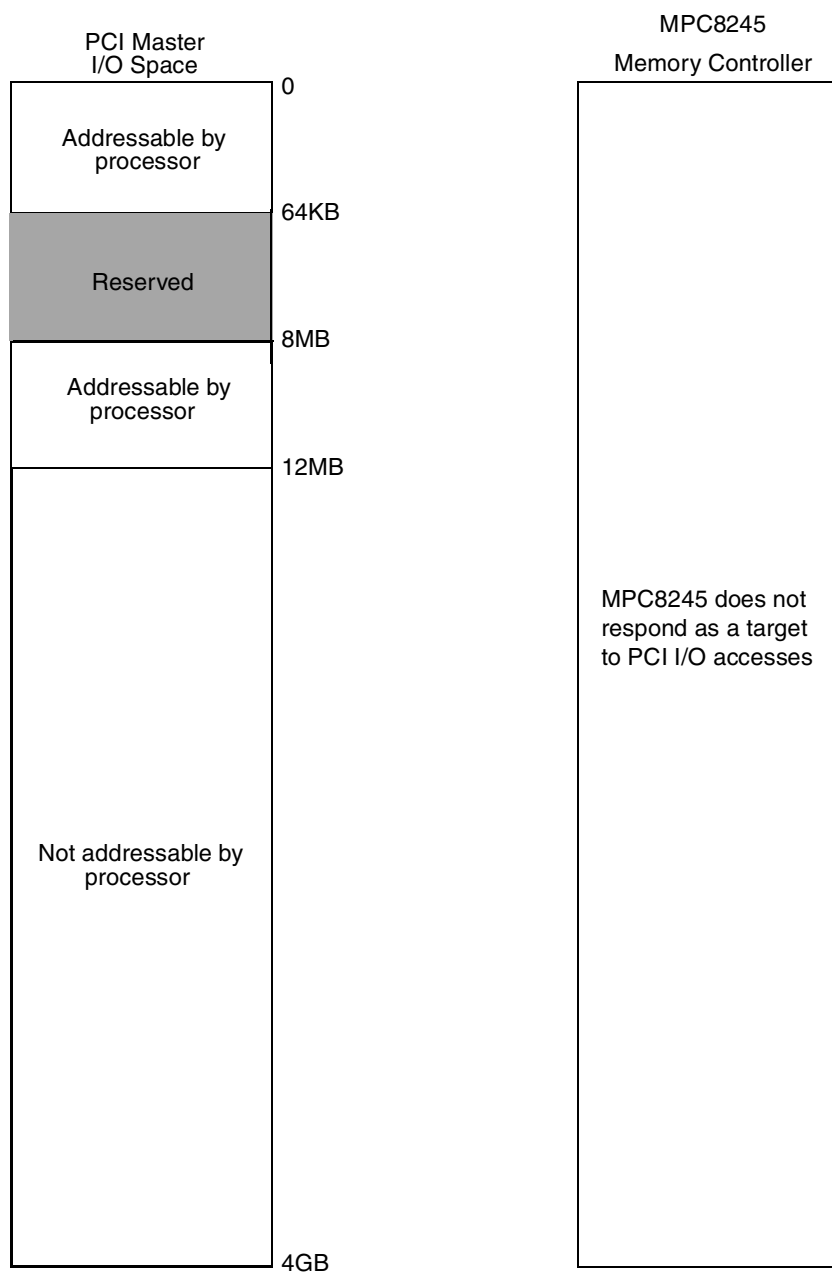 PCI Master
I/O Space
MPC8245
Memory Controller
0
Addressable by
processor
64KB
Reserved
8MB
Addressable by
processor
12MB
MPC8245 does not
respond as a target
to PCI I/O accesses
Not addressable by
processor
4GB